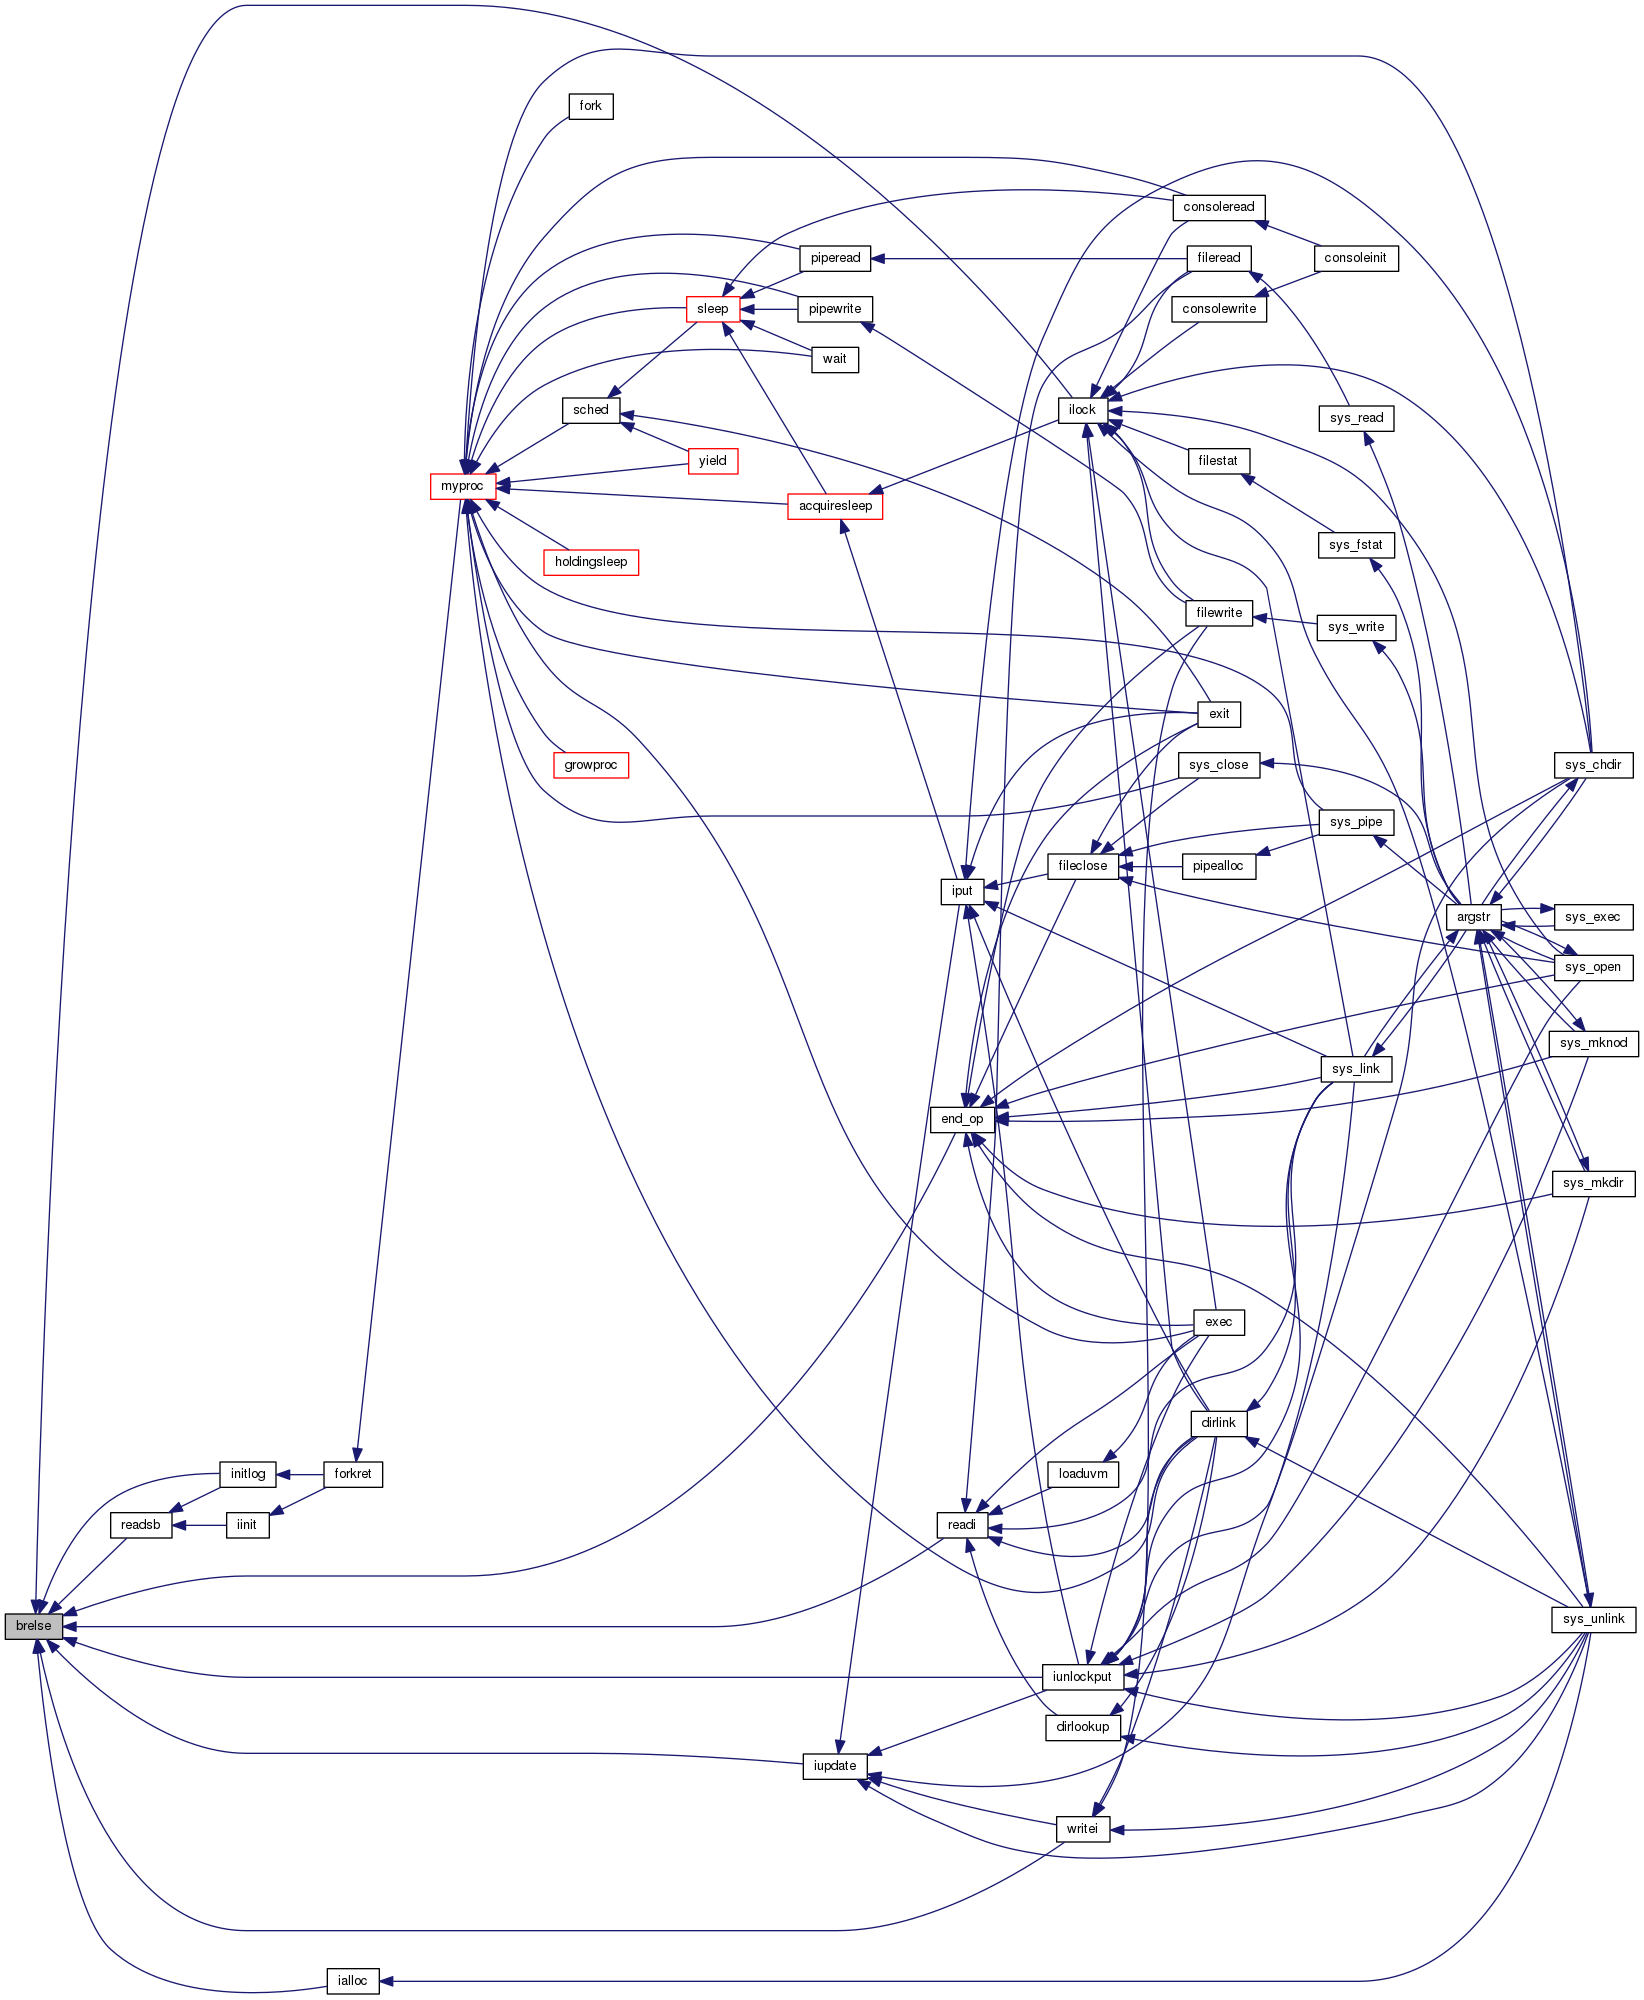 fork
consoleread
piperead
fileread
consoleinit
sleep
pipewrite
consolewrite
wait
sched
ilock
sys_read
yield
filestat
myproc
acquiresleep
sys_fstat
holdingsleep
filewrite
sys_write
exit
growproc
sys_close
sys_chdir
sys_pipe
fileclose
pipealloc
iput
argstr
sys_exec
sys_open
sys_mknod
sys_link
end_op
sys_mkdir
exec
dirlink
initlog
forkret
loaduvm
readsb
iinit
readi
brelse
sys_unlink
iunlockput
dirlookup
iupdate
writei
ialloc